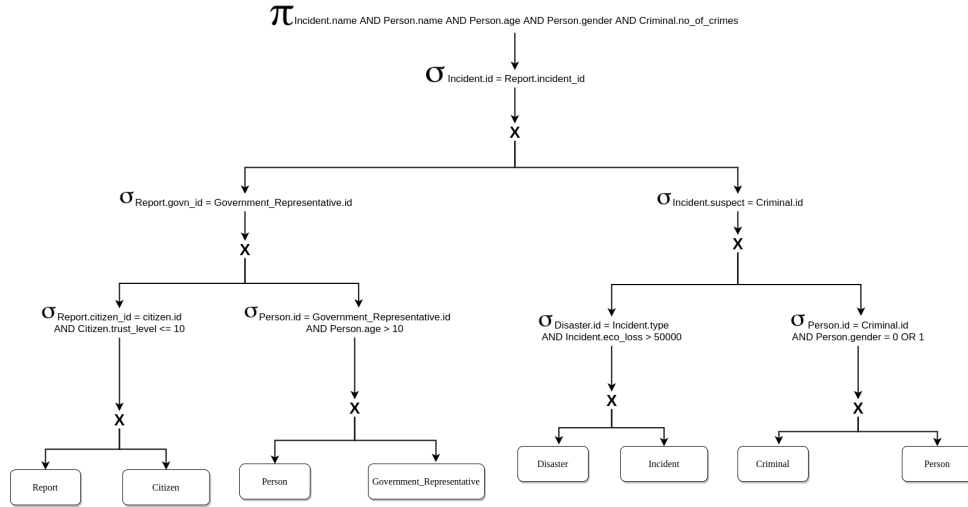 π Incident.name AND Person.name AND Person.age AND Person.gender AND Criminal.no_of_crimes
σ Incident.id = Report.incident_id
X
σ Report.govn_id = Government_Representative.id
σ Incident.suspect = Criminal.id
X
X
σ Report.citizen_id = citizen.id
AND Citizen.trust_level <= 10
σ Person.id = Government_Representative.id
AND Person.age > 10
σ Disaster.id = Incident.type
AND Incident.eco_loss > 50000
σ Person.id = Criminal.id
AND Person.gender = 0 OR 1
X
X
X
X
Report
Citizen
Person
Government_Representative
Disaster
Incident
Criminal
Person